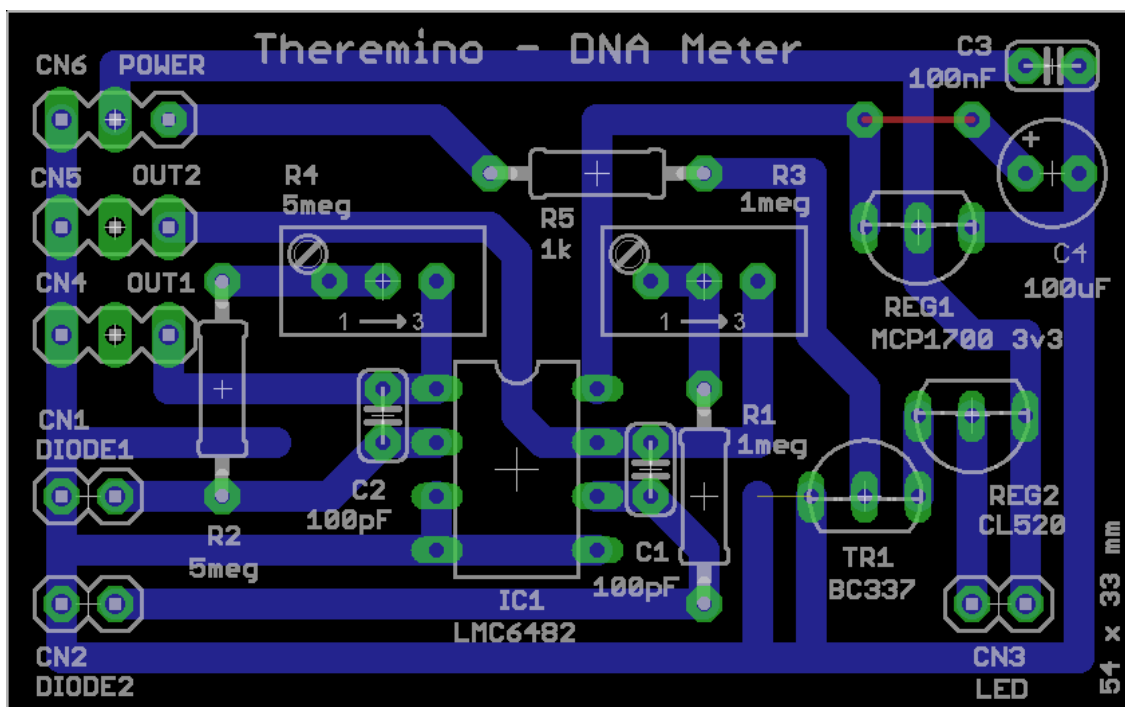 Theremino - DNA Meter
CN6 POWER
C3
100nF
CN5 OUT2
R4
5meg
R5
1k
R3
1meg
+
C4
100uF
CN4 OUT1
1 3
1 3
REG1
MCP1700 3v3
CN1
DIODE1
R1
1meg
C2
100pF
REG2
CL520
R2
5meg
C1
100pF
TR1
BC337
IC1
LMC6482
CN2
DIODE2
CN3
LED
54 x 33 mm